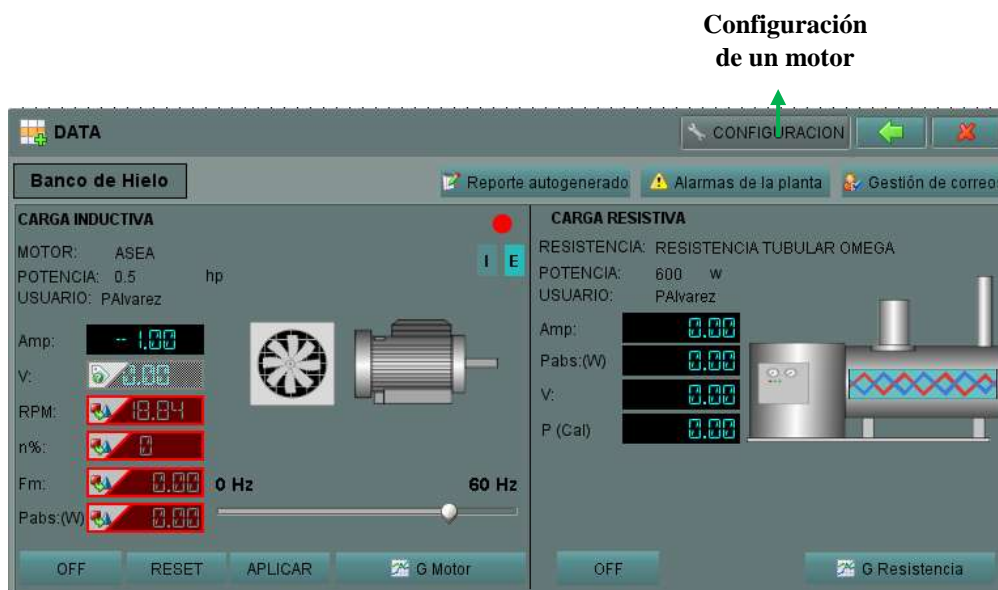 Configuración
de un motor
DATA
CONFIGURACION
Banco de Hielo
Reporte autogenerado
Alarmas de la planta
Gestión de correo
CARGA INDUCTIVA
MOTOR: ASEA
POTENCIA: 0.5 hp
USUARIO: PAlvarez
I E
Amp: -1.00
V: 0.00
RPM: 18.84
n%: 0
Fm: 0.00
Pabs:(W) 0.00
0 Hz 60 Hz
OFF RESET APLICAR G Motor
CARGA RESISTIVA
RESISTENCIA: RESISTENCIA TUBULAR OMEGA
POTENCIA: 600 w
USUARIO: PAlvarez
Amp: 0.00
Pabs:(W) 0.00
V: 0.00
P (Cal) 0.00
OFF G Resistencia